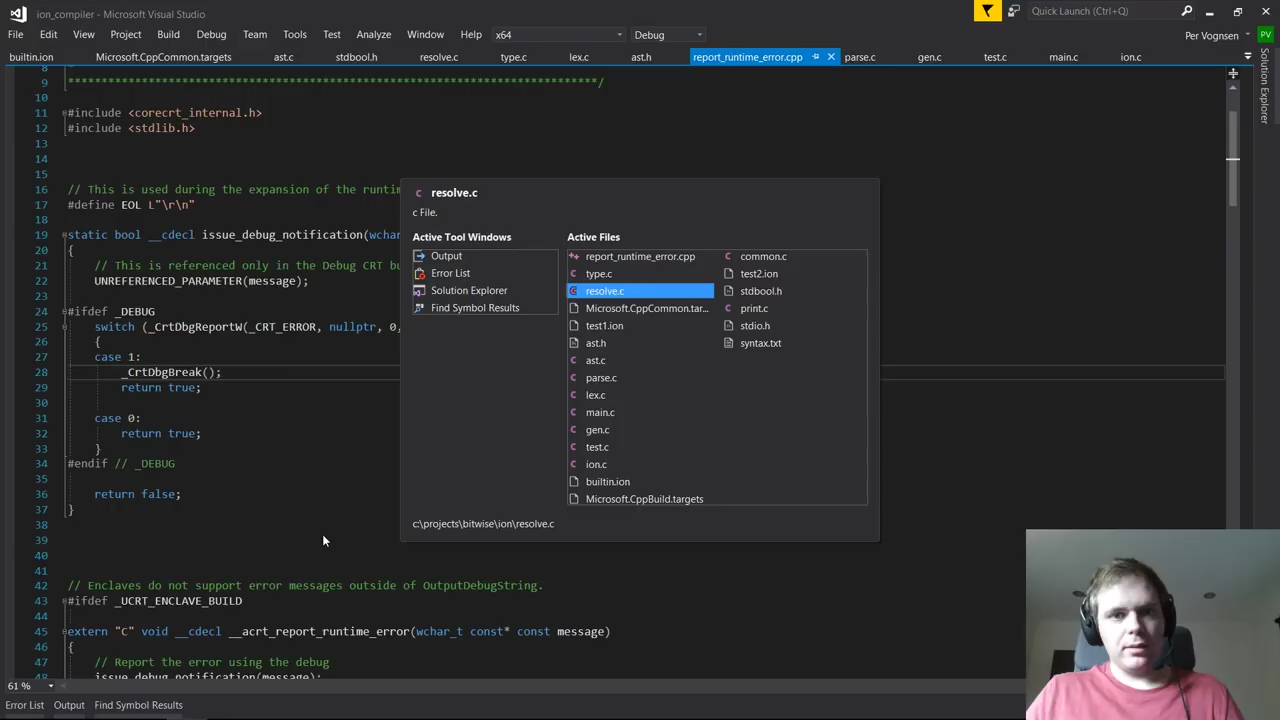 ion_compiler - Microsoft Visual Studio
Quick Launch (Ctrl+Q)
File Edit View Project Build Debug Team Tools Test Analyze Window Help x64 Debug Per Vognsen PV
builtin.ion Microsoft.CppCommon.targets ast.c stdbool.h resolve.c type.c lex.c ast.h report_runtime_error.cpp parse.c gen.c test.c main.c ion.c
Solution Explorer
8 *
9 *******************************************************************************/
10
11 #include <corecrt_internal.h>
12 #include <stdlib.h>
13
14
15
16 // This is used during the expansion of the runti
17 #define EOL L"\r\n"
18
19 static bool __cdecl issue_debug_notification(wchar
20 {
21 // This is referenced only in the Debug CRT bu
22 UNREFERENCED_PARAMETER(message);
23
24 #ifdef _DEBUG
25 switch (_CrtDbgReportW(_CRT_ERROR, nullptr, 0,
26 {
27 case 1:
28 _CrtDbgBreak();
29 return true;
30
31 case 0:
32 return true;
33 }
34 #endif // _DEBUG
35
36 return false;
37 }
38
39
40
41
42 // Enclaves do not support error messages outside of OutputDebugString.
43 #ifdef _UCRT_ENCLAVE_BUILD
44
45 extern "C" void __cdecl __acrt_report_runtime_error(wchar_t const* const message)
46 {
47 // Report the error using the debug
48 issue_debug_notification(message);
resolve.c
c File.
Active Tool Windows
Output
Error List
Solution Explorer
Find Symbol Results
Active Files
report_runtime_error.cpp
type.c
resolve.c
Microsoft.CppCommon.tar...
test1.ion
ast.h
ast.c
parse.c
lex.c
main.c
gen.c
test.c
ion.c
builtin.ion
Microsoft.CppBuild.targets
common.c
test2.ion
stdbool.h
print.c
stdio.h
syntax.txt
c:\projects\bitwise\ion\resolve.c
61 %
Error List Output Find Symbol Results